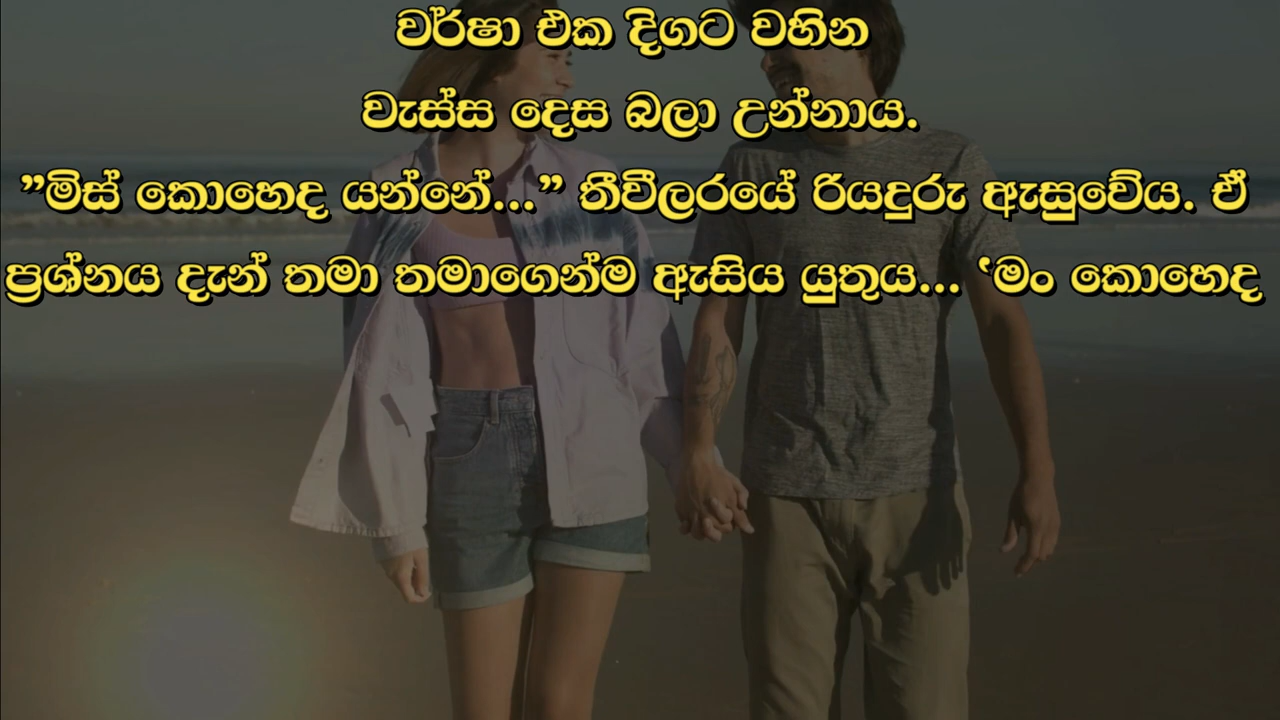 වර්ෂා එක දිගට වහින
වැස්ස දෙස බලා උන්නාය.
”මිස් කොහෙද යන්නේ...” තීවීලරයේ රියදුරු ඇසුවේය. ඒ
ප්‍රශ්නය දැන් තමා තමාගෙන්ම ඇසිය යුතුය... ‘මං කොහෙද